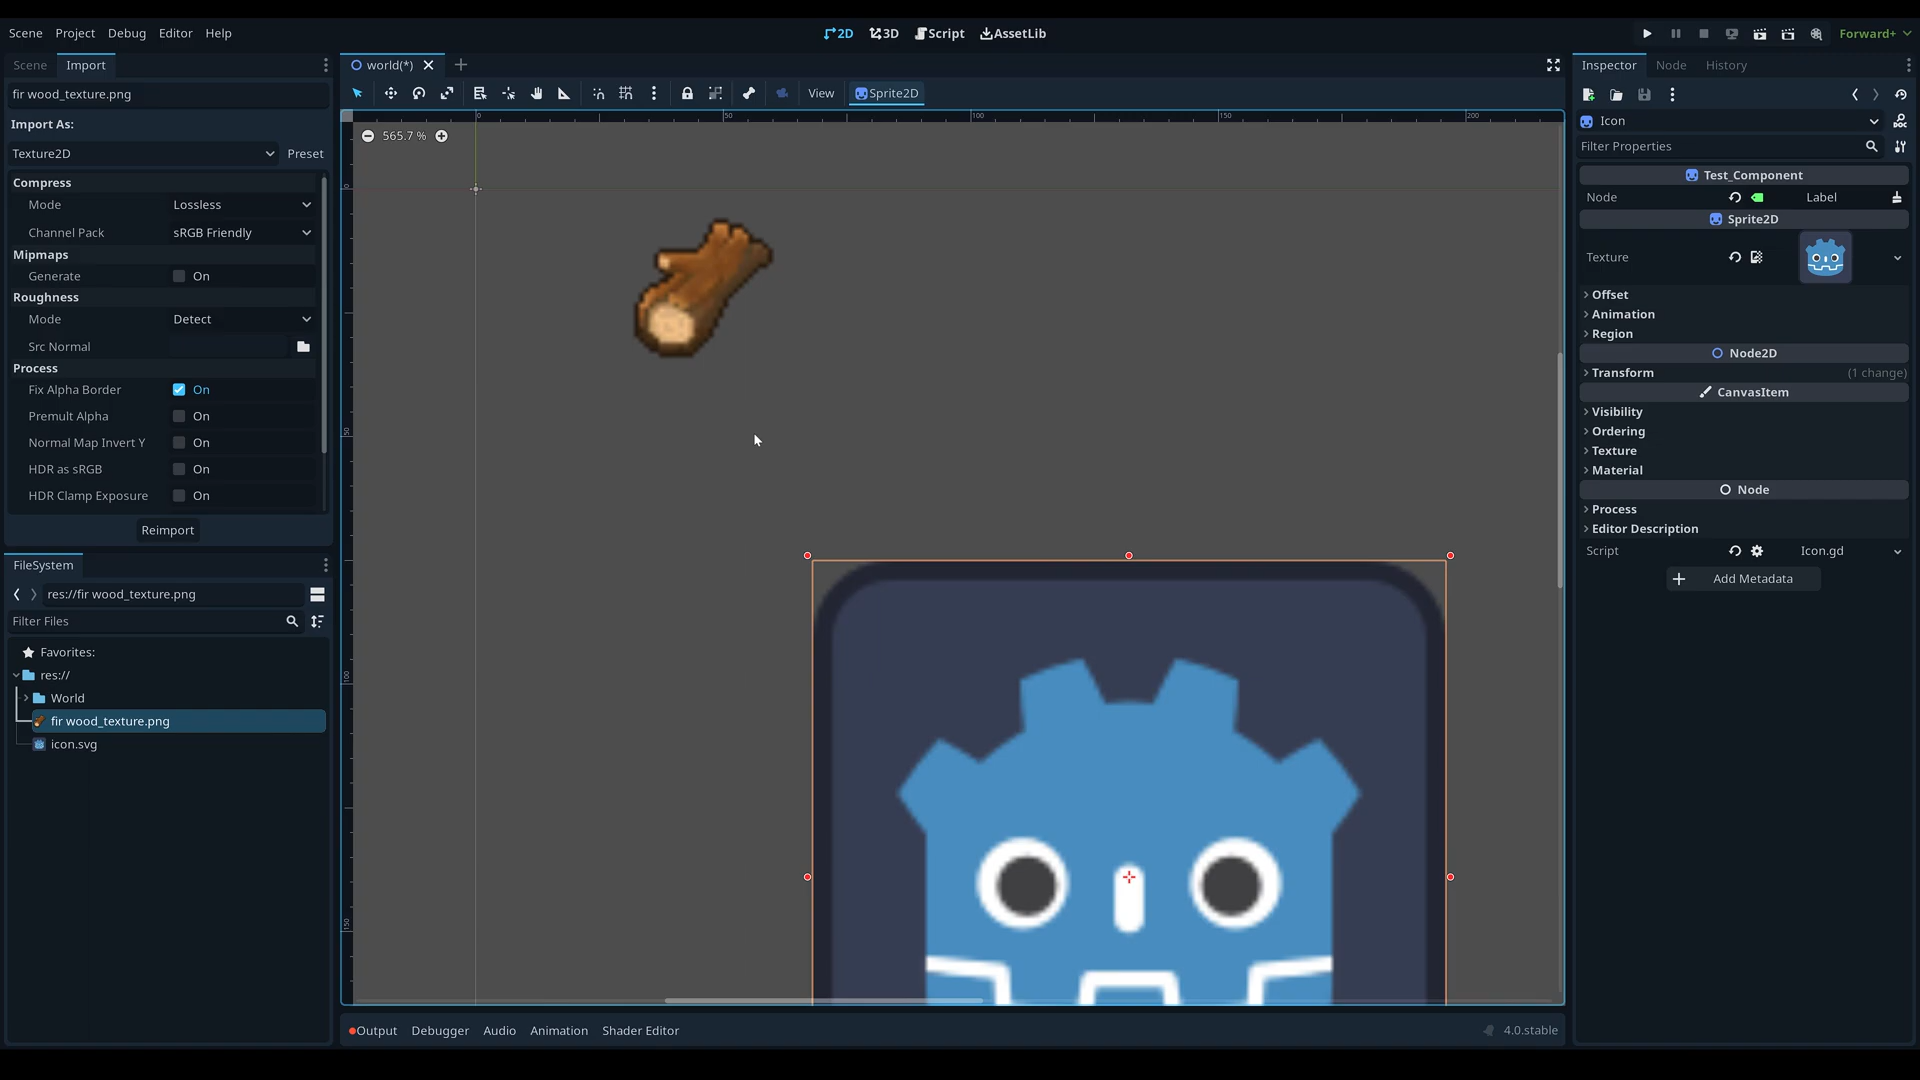 Scene Project Debug Editor Help
2D 3D Script AssetLib
Forward+
Scene Import
fir wood_texture.png
Import As:
Texture2D Preset
Compress
Mode Lossless
Channel Pack sRGB Friendly
Mipmaps
Generate On
Roughness
Mode Detect
Src Normal
Process
Fix Alpha Border On
Premult Alpha On
Normal Map Invert Y On
HDR as sRGB On
HDR Clamp Exposure On
Reimport
FileSystem
res://fir wood_texture.png
Filter Files
Favorites:
res://
World
fir wood_texture.png
icon.svg
world(*)
View Sprite2D
0 50 100 150 200
565.7 %
0
50
100
150
Output Debugger Audio Animation Shader Editor 4.0.stable
Inspector Node History
Icon
Filter Properties
Test_Component
Node Label
Sprite2D
Texture
Offset
Animation
Region
Node2D
Transform (1 change)
CanvasItem
Visibility
Ordering
Texture
Material
Node
Process
Editor Description
Script Icon.gd
Add Metadata